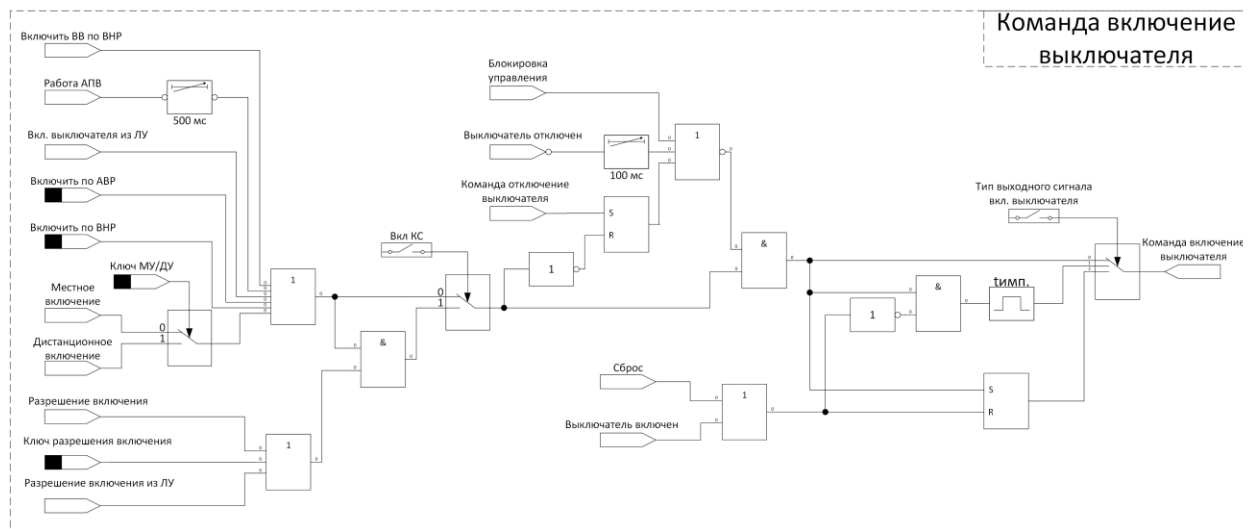 Команда включение
выключателя
Включить ВВ по ВНР
Работа АПВ
500 мс
Вкл. выключателя из ЛУ
Включить по АВР
Включить по ВНР
Ключ МУ/ДУ
Местное
включение
0
1
Дистанционное
включение
Разрешение включения
Ключ разрешения включения
Разрешение включения из ЛУ
1
1
&
Вкл КС
0
1
Блокировка
управления
Выключатель отключен
100 мс
Команда отключение
выключателя
S
R
1
1
&
Сброс
Выключатель включен
1
1
&
tимп.
S
R
Тип выходного сигнала
вкл. выключателя
0
1
2
Команда включение
выключателя